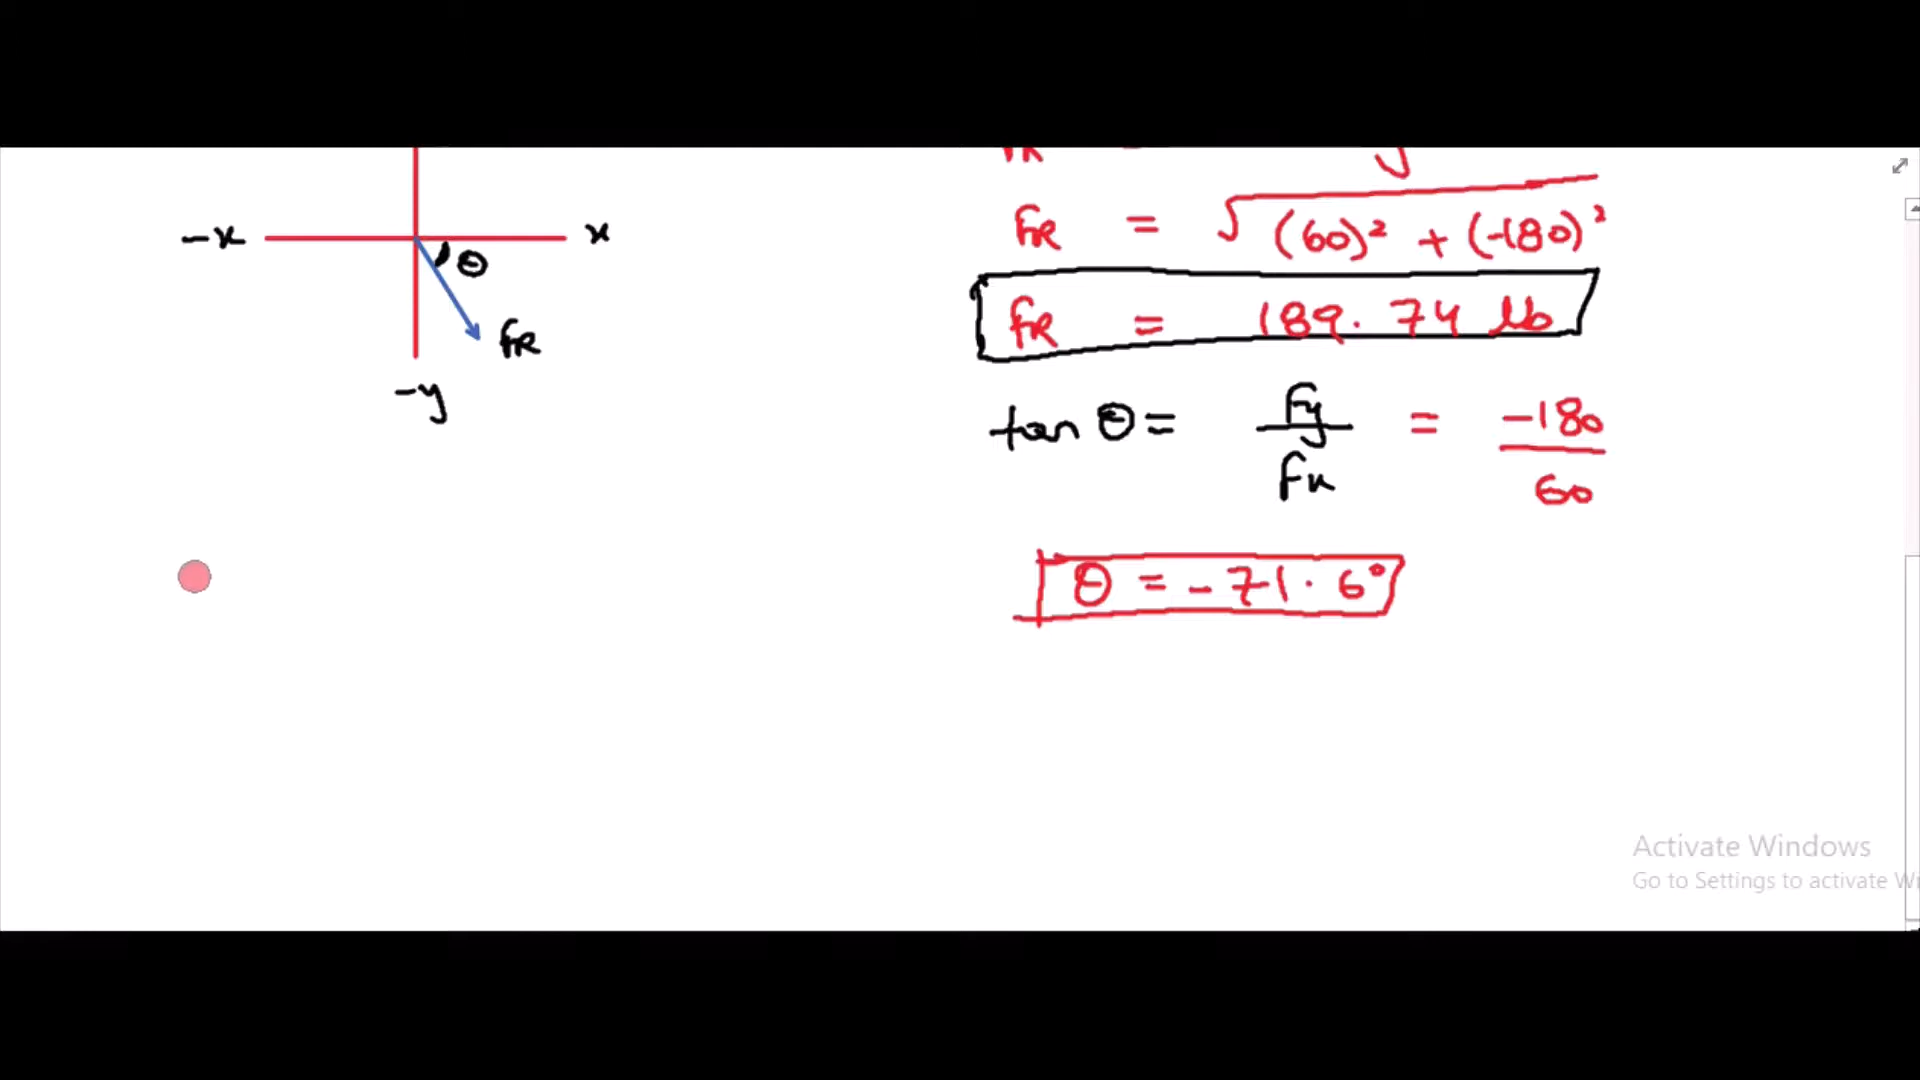 -x x
θ
FR
-y
FR = √(60)² + (-180)²
FR = 189.74 lb
tan θ = Fy/Fx = -180/60
θ = -71.6°
Activate Windows
Go to Settings to activate